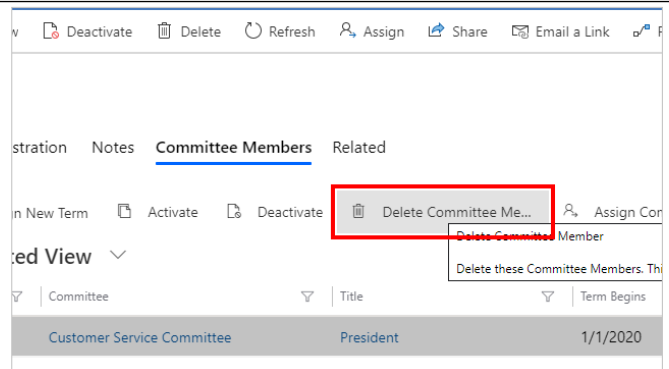 Deactivate Delete Refresh Assign Share Email a Link
stration Notes Committee Members Related
n New Term Activate Deactivate Delete Committee Me... Assign Cor
Delete Committee Member
ed View
Delete these Committee Members. Thi
Committee Title Term Begins
Customer Service Committee President 1/1/2020